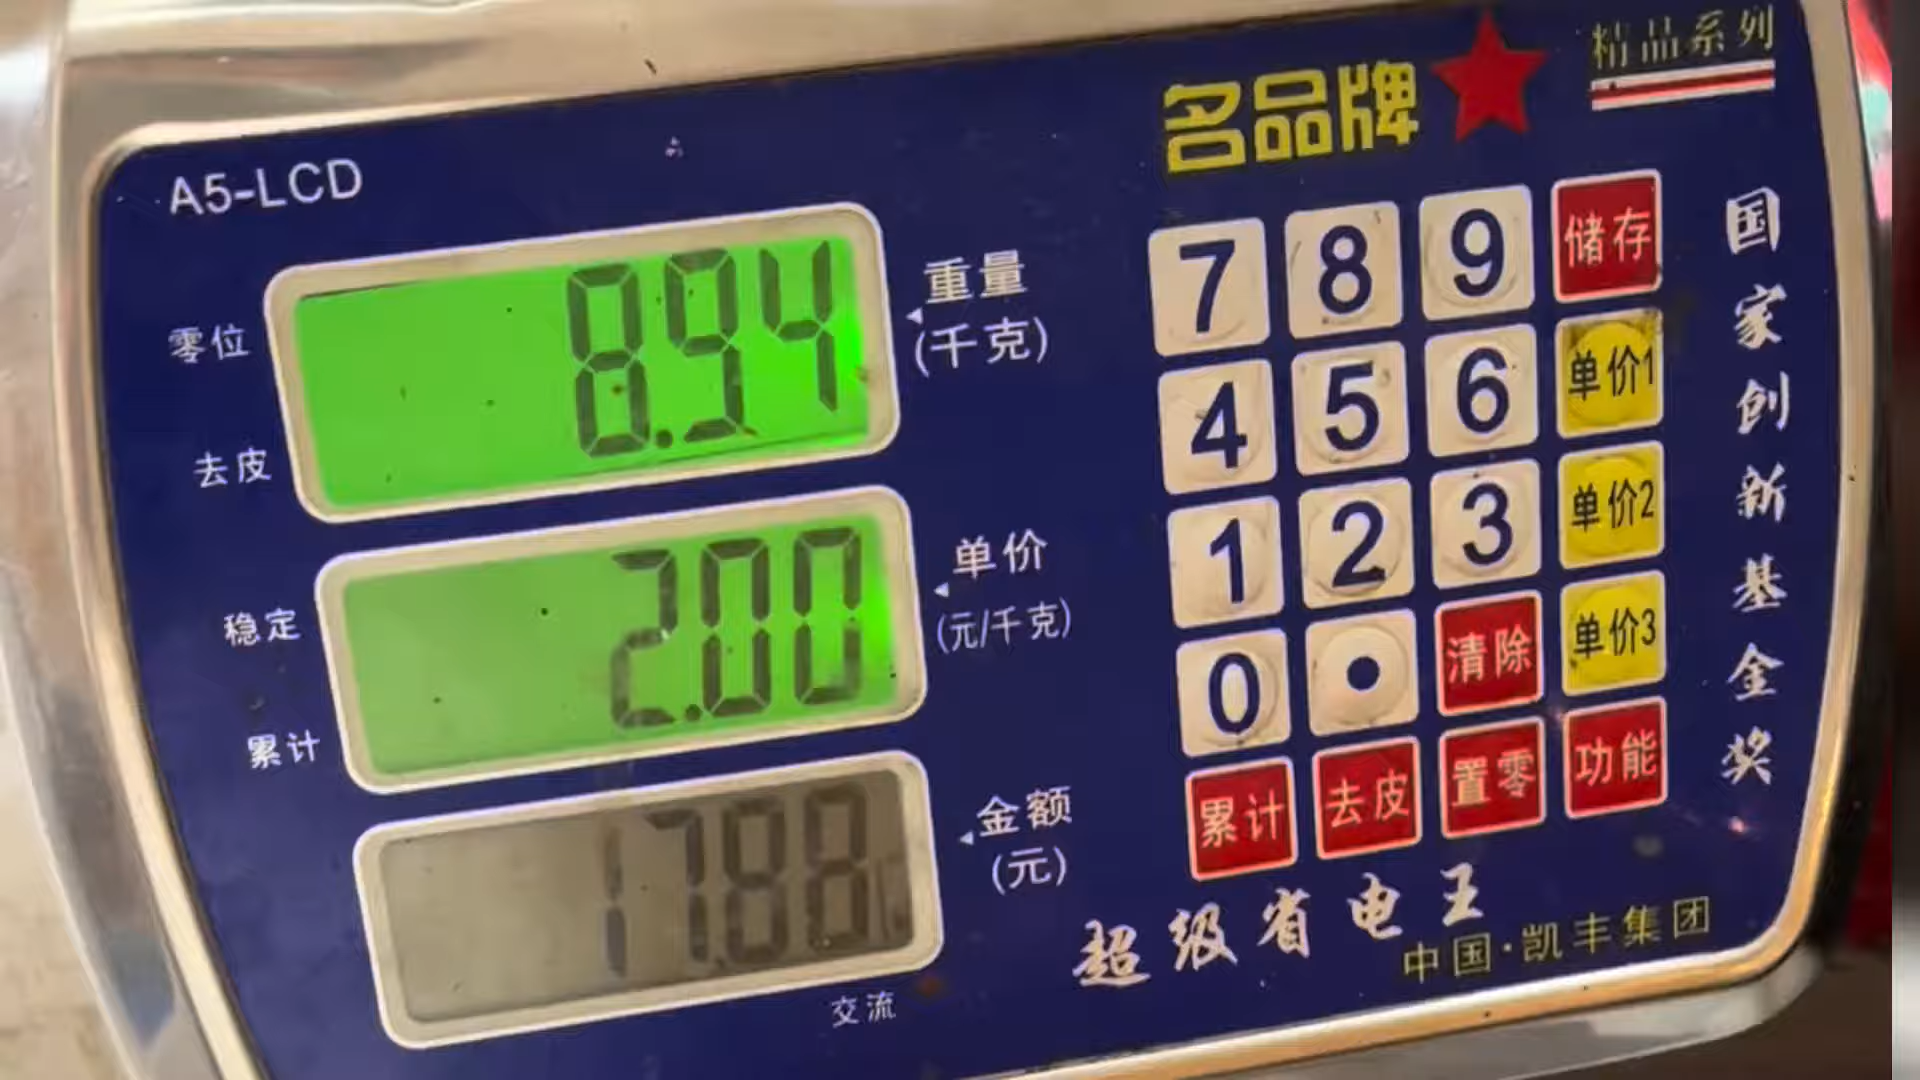 精品系列
名品牌
A5-LCD
8.94
重量
(千克)
零位
去皮
2.00
单价
(元/千克)
稳定
累计
17.88
金额
(元)
交流
7 8 9 储存
4 5 6 单价1
1 2 3 单价2
0 . 清除 单价3
累计 去皮 置零 功能
国家创新基金奖
超级省电王
中国·凯丰集团